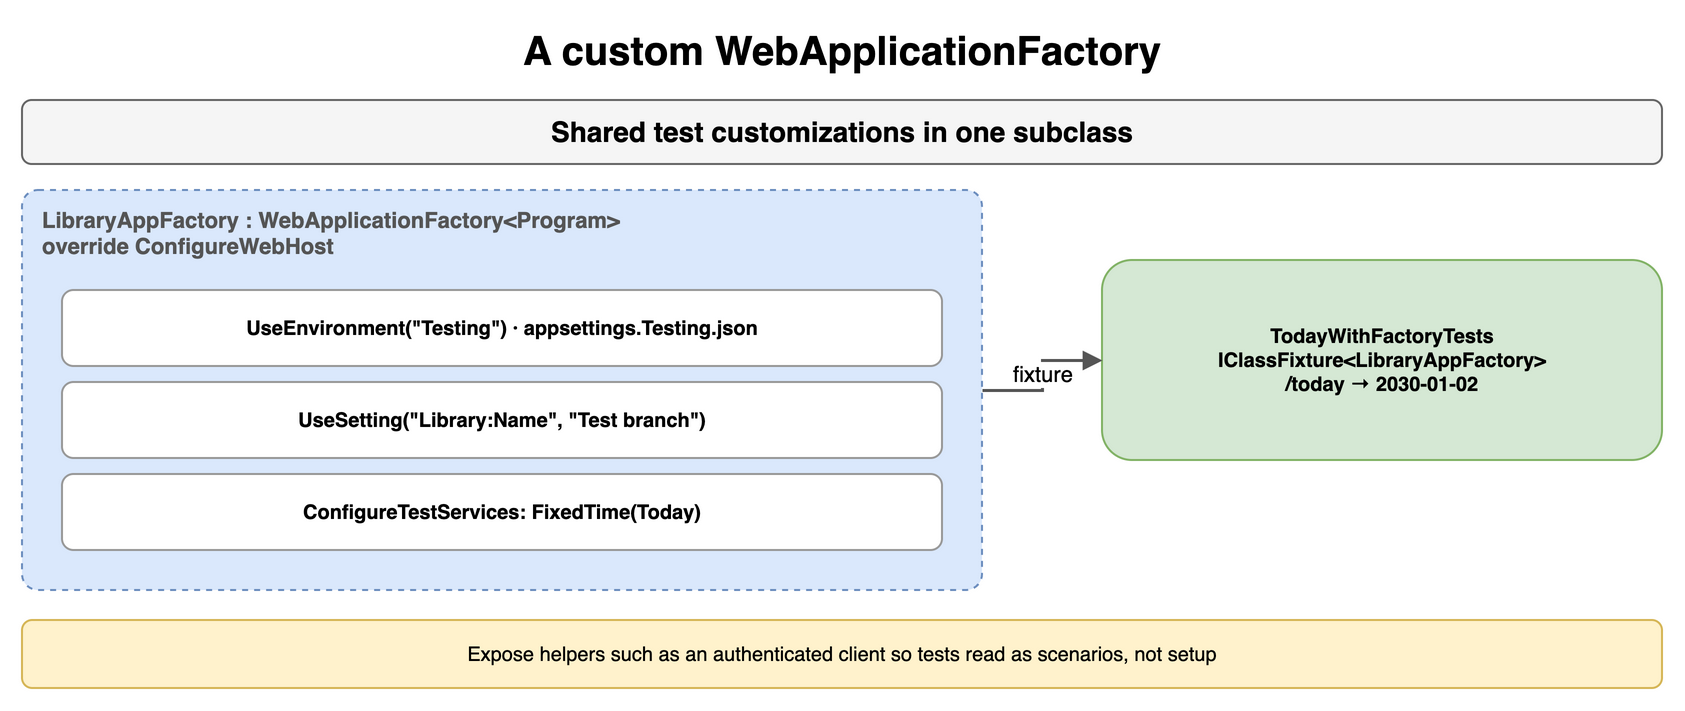 A custom WebApplicationFactory
Shared test customizations in one subclass
LibraryAppFactory : WebApplicationFactory<Program>
override ConfigureWebHost
UseEnvironment("Testing") · appsettings.Testing.json
UseSetting("Library:Name", "Test branch")
ConfigureTestServices: FixedTime(Today)
fixture
TodayWithFactoryTests
IClassFixture<LibraryAppFactory>
/today → 2030-01-02
Expose helpers such as an authenticated client so tests read as scenarios, not setup